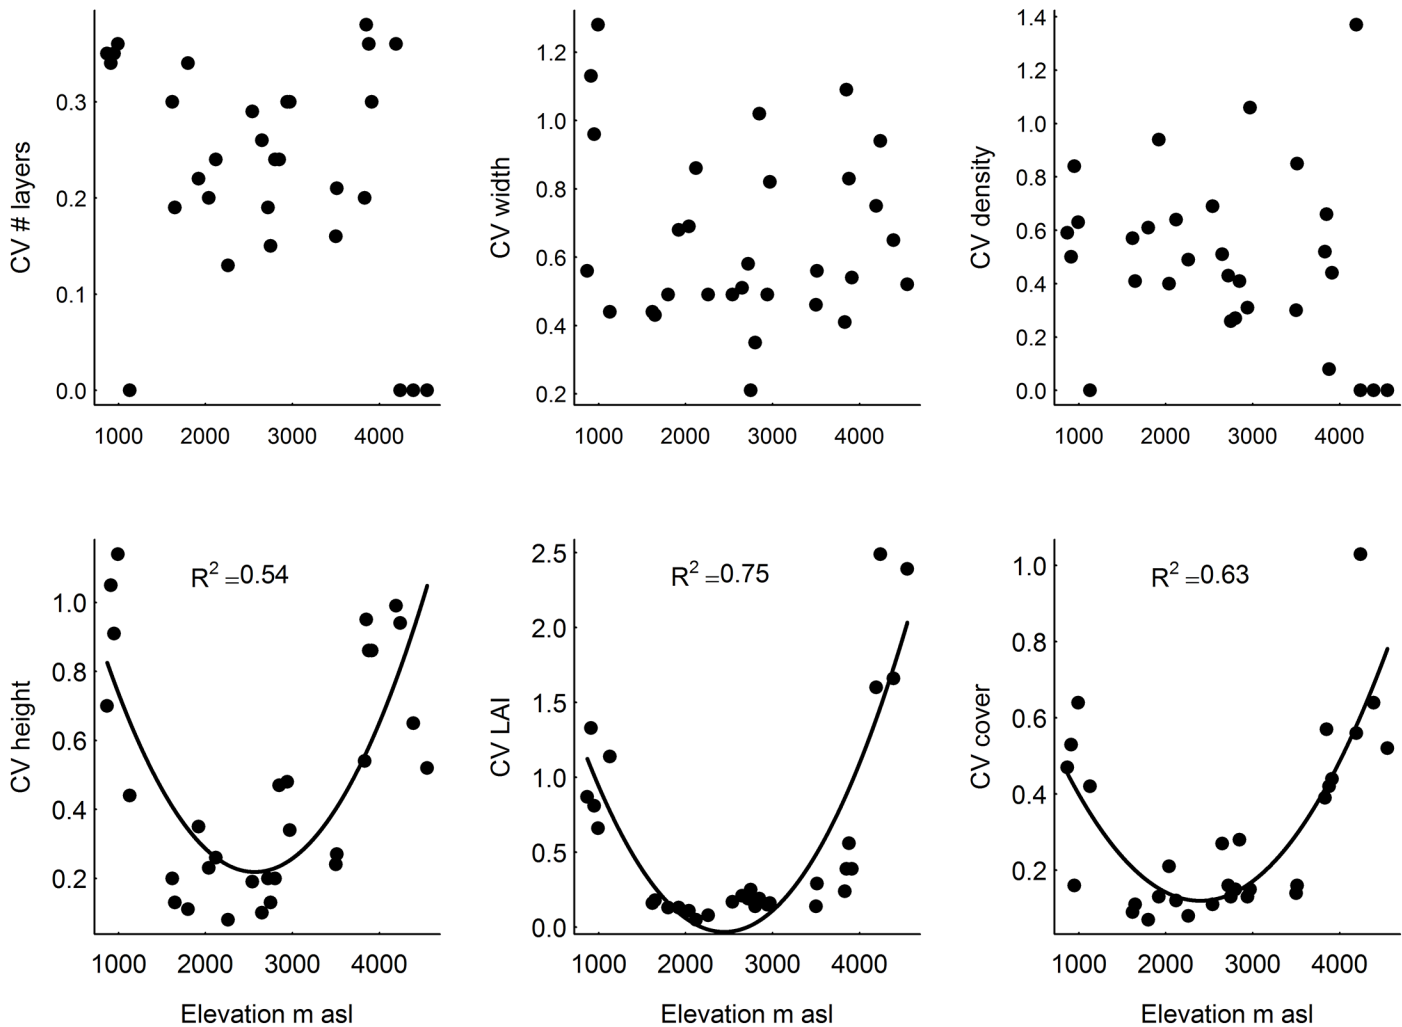 CV # layers
0.3
0.2
0.1
0.0
1000 2000 3000 4000
CV width
1.2
1.0
0.8
0.6
0.4
0.2
1000 2000 3000 4000
CV density
1.4
1.2
1.0
0.8
0.6
0.4
0.2
0.0
1000 2000 3000 4000
CV height
R² =0.54
1.0
0.8
0.6
0.4
0.2
1000 2000 3000 4000
Elevation m asl
CV LAI
R² =0.75
2.5
2.0
1.5
1.0
0.5
0.0
1000 2000 3000 4000
Elevation m asl
CV cover
R² =0.63
1.0
0.8
0.6
0.4
0.2
1000 2000 3000 4000
Elevation m asl